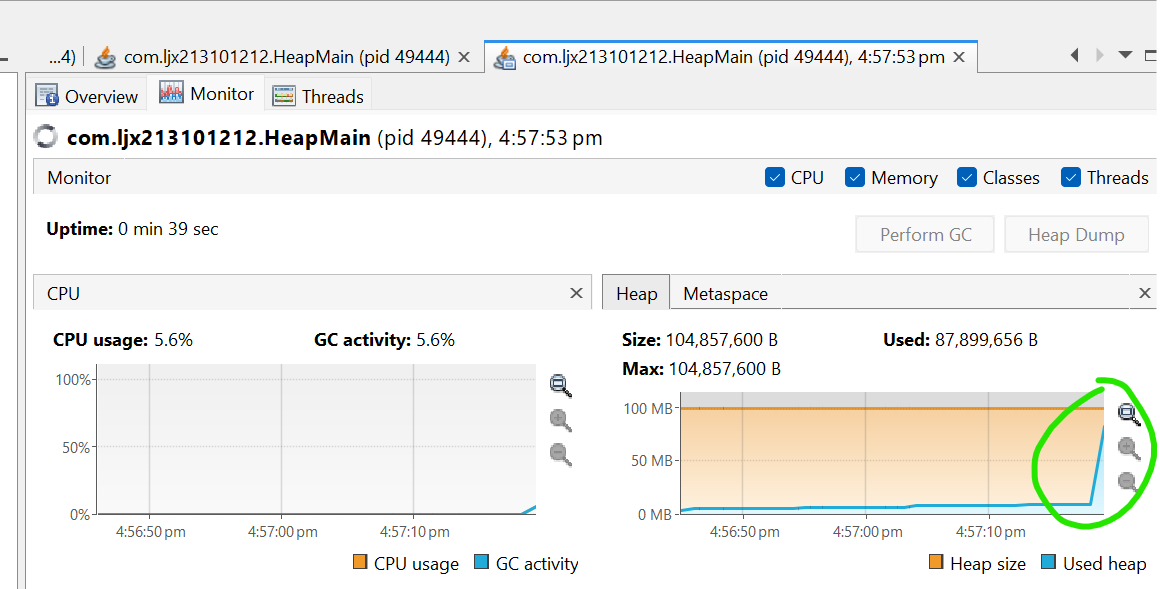 ...4) com.ljx213101212.HeapMain (pid 49444) com.ljx213101212.HeapMain (pid 49444), 4:57:53 pm
Overview Monitor Threads
com.ljx213101212.HeapMain (pid 49444), 4:57:53 pm
Monitor CPU Memory Classes Threads
Uptime: 0 min 39 sec
Perform GC Heap Dump
CPU
CPU usage: 5.6% GC activity: 5.6%
100%
50%
0%
4:56:50 pm 4:57:00 pm 4:57:10 pm
CPU usage GC activity
Heap Metaspace
Size: 104,857,600 B Used: 87,899,656 B
Max: 104,857,600 B
100 MB
50 MB
0 MB
4:56:50 pm 4:57:00 pm 4:57:10 pm
Heap size Used heap